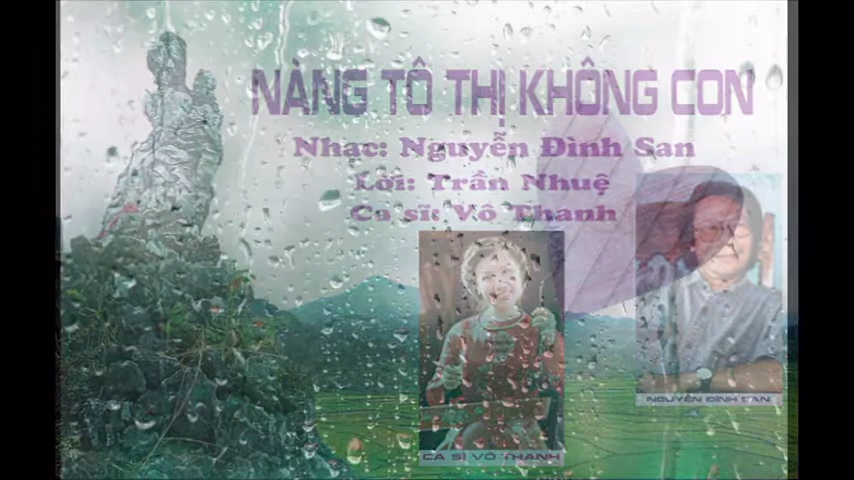 NÀNG TÔ THỊ KHÔNG CON
Nhạc: Nguyễn Đình San
Lời: Trần Nhuệ
Ca sĩ: Vô Thanh
NGUYỄN ĐÌNH SAN
CA SĨ VÔ THANH